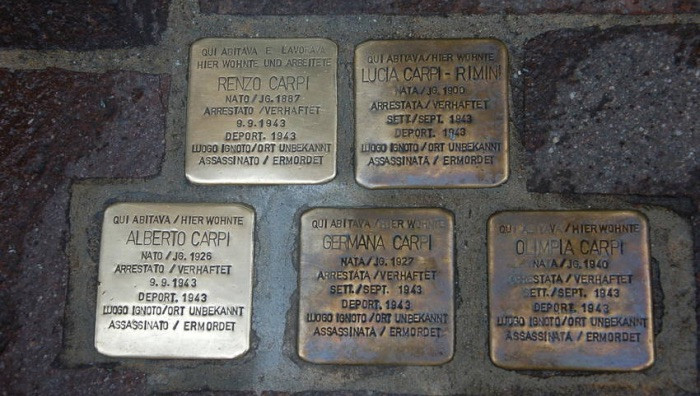 QUI ABITAVA E LAVORAVA
HIER WOHNTE UND ARBEITETE
RENZO CARPI
NATO/JG.1887
ARRESTATO/VERHAFTET
9.9.1943
DEPORT. 1943
LUOGO IGNOTO/ORT UNBEKANNT
ASSASSINATO / ERMORDET
QUI ABITAVA/HIER WOHNTE
LUCIA CARPI-RIMINI
NATA/JG.1900
ARRESTATA/VERHAFTET
SETT./SEPT. 1943
DEPORT. 1943
LUOGO IGNOTO/ORT UNBEKANNT
ASSASSINATA / ERMORDET
QUI ABITAVA/HIER WOHNTE
ALBERTO CARPI
NATO/JG.1926
ARRESTATO/VERHAFTET
9.9.1943
DEPORT. 1943
LUOGO IGNOTO/ORT UNBEKANNT
ASSASSINATO / ERMORDET
QUI ABITAVA/HIER WOHNTE
GERMANA CARPI
NATA/JG.1927
ARRESTATA/VERHAFTET
SETT./SEPT. 1943
DEPORT. 1943
LUOGO IGNOTO/ORT UNBEKANNT
ASSASSINATA / ERMORDET
QUI ABITAVA/HIER WOHNTE
OLIMPIA CARPI
NATA/JG.1940
ARRESTATA/VERHAFTET
SETT./SEPT. 1943
DEPORT. 1943
LUOGO IGNOTO/ORT UNBEKANNT
ASSASSINATA / ERMORDET